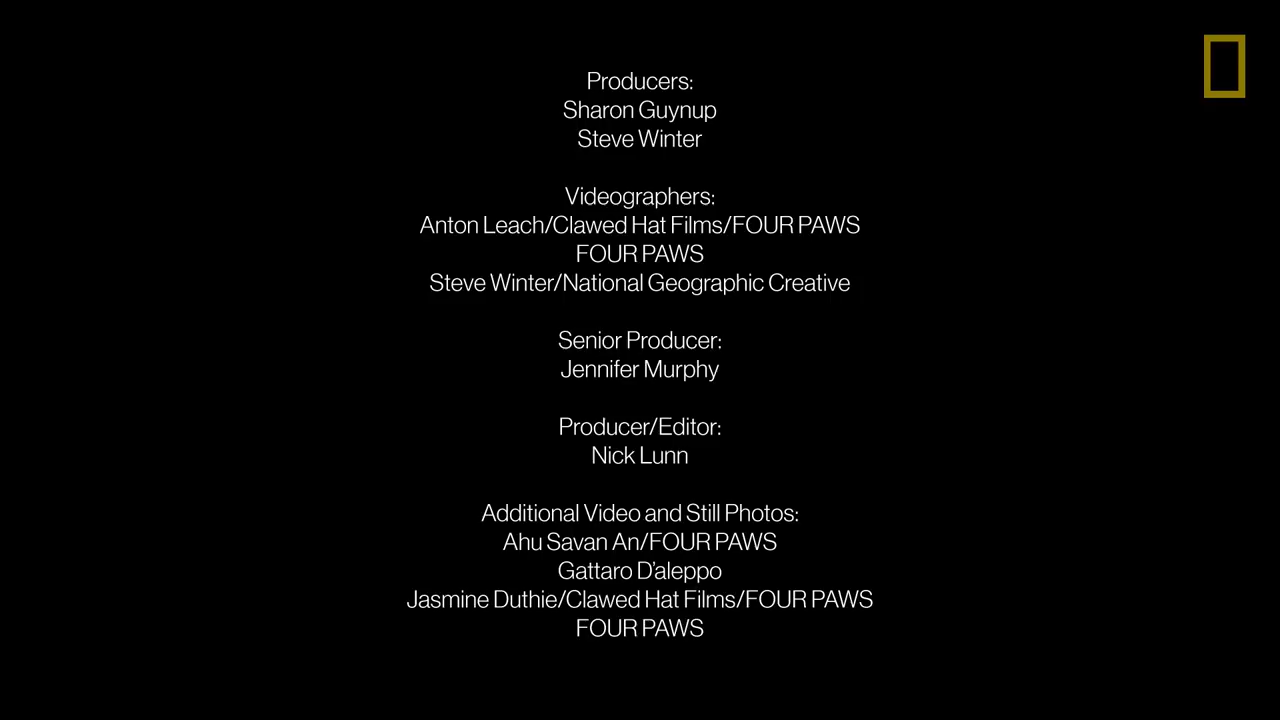 Producers:
Sharon Guynup
Steve Winter
Videographers:
Anton Leach/Clawed Hat Films/FOUR PAWS
FOUR PAWS
Steve Winter/National Geographic Creative
Senior Producer:
Jennifer Murphy
Producer/Editor:
Nick Lunn
Additional Video and Still Photos:
Ahu Savan An/FOUR PAWS
Gattaro D'aleppo
Jasmine Duthie/Clawed Hat Films/FOUR PAWS
FOUR PAWS